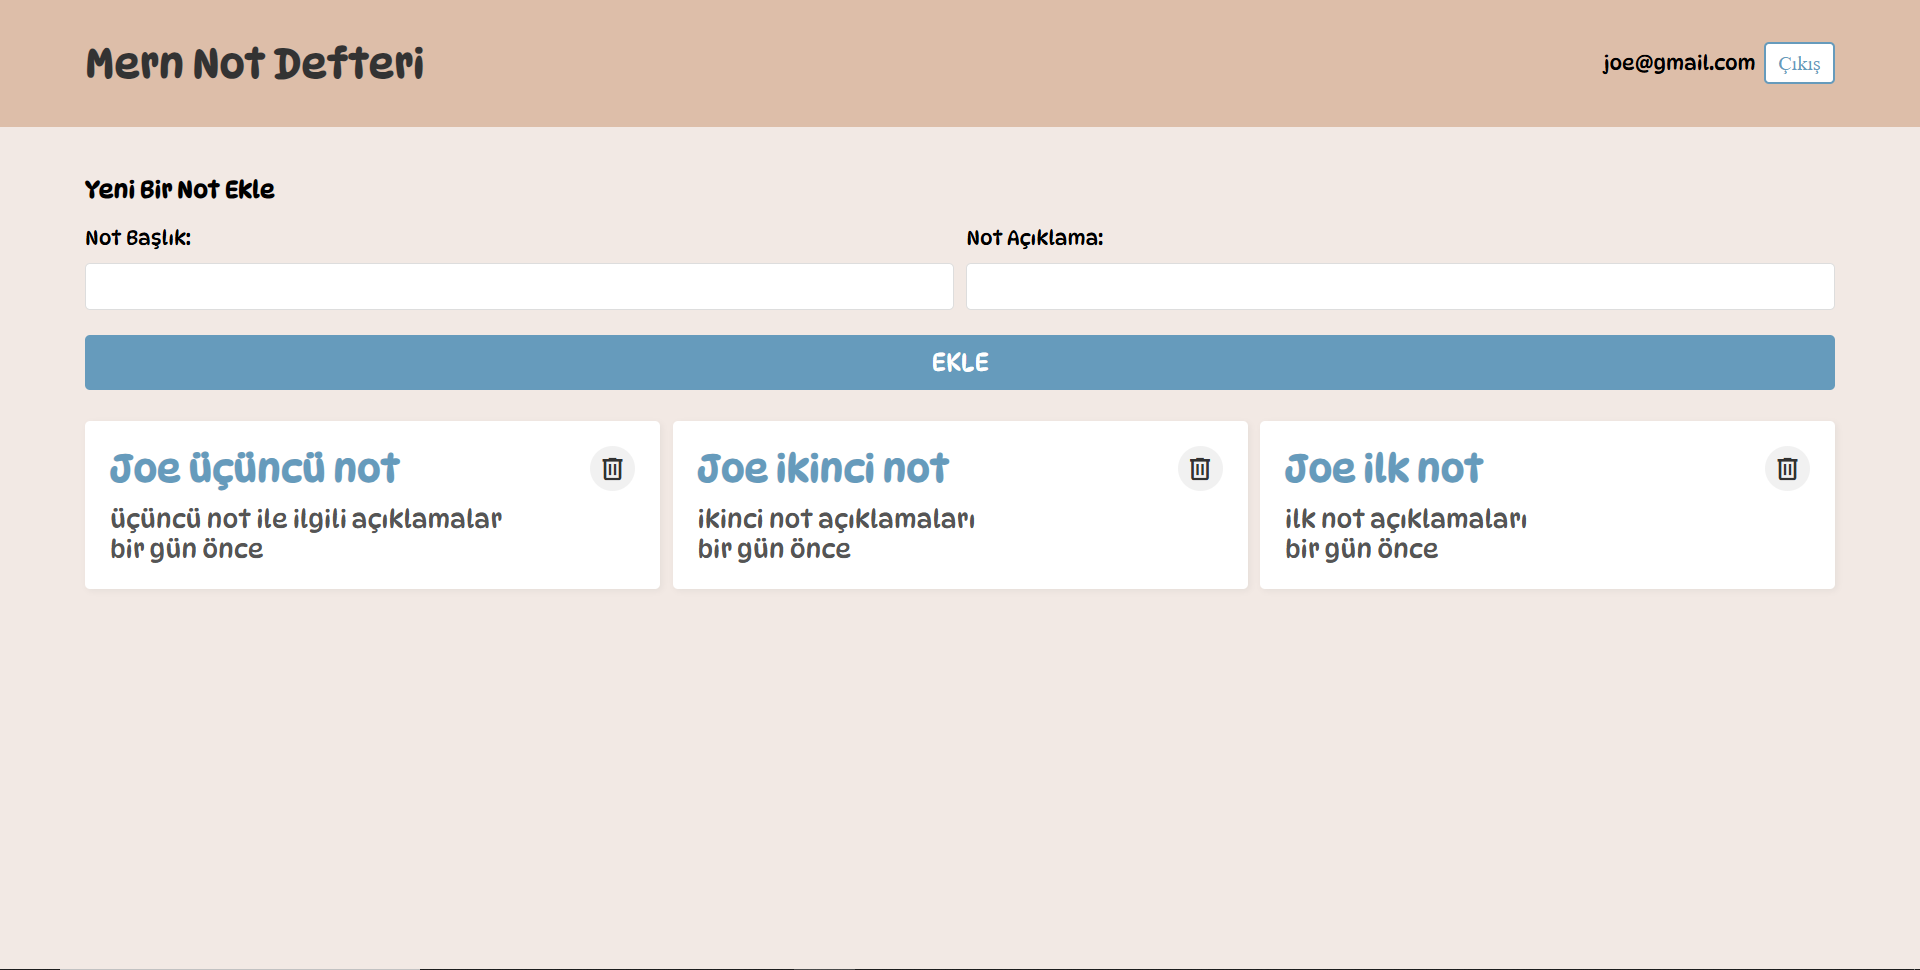 Mern Not Defteri
joe@gmail.com Çıkış
Yeni Bir Not Ekle
Not Başlık:
Not Açıklama:
EKLE
Joe üçüncü not
üçüncü not ile ilgili açıklamalar
bir gün önce
Joe ikinci not
ikinci not açıklamaları
bir gün önce
Joe ilk not
ilk not açıklamaları
bir gün önce